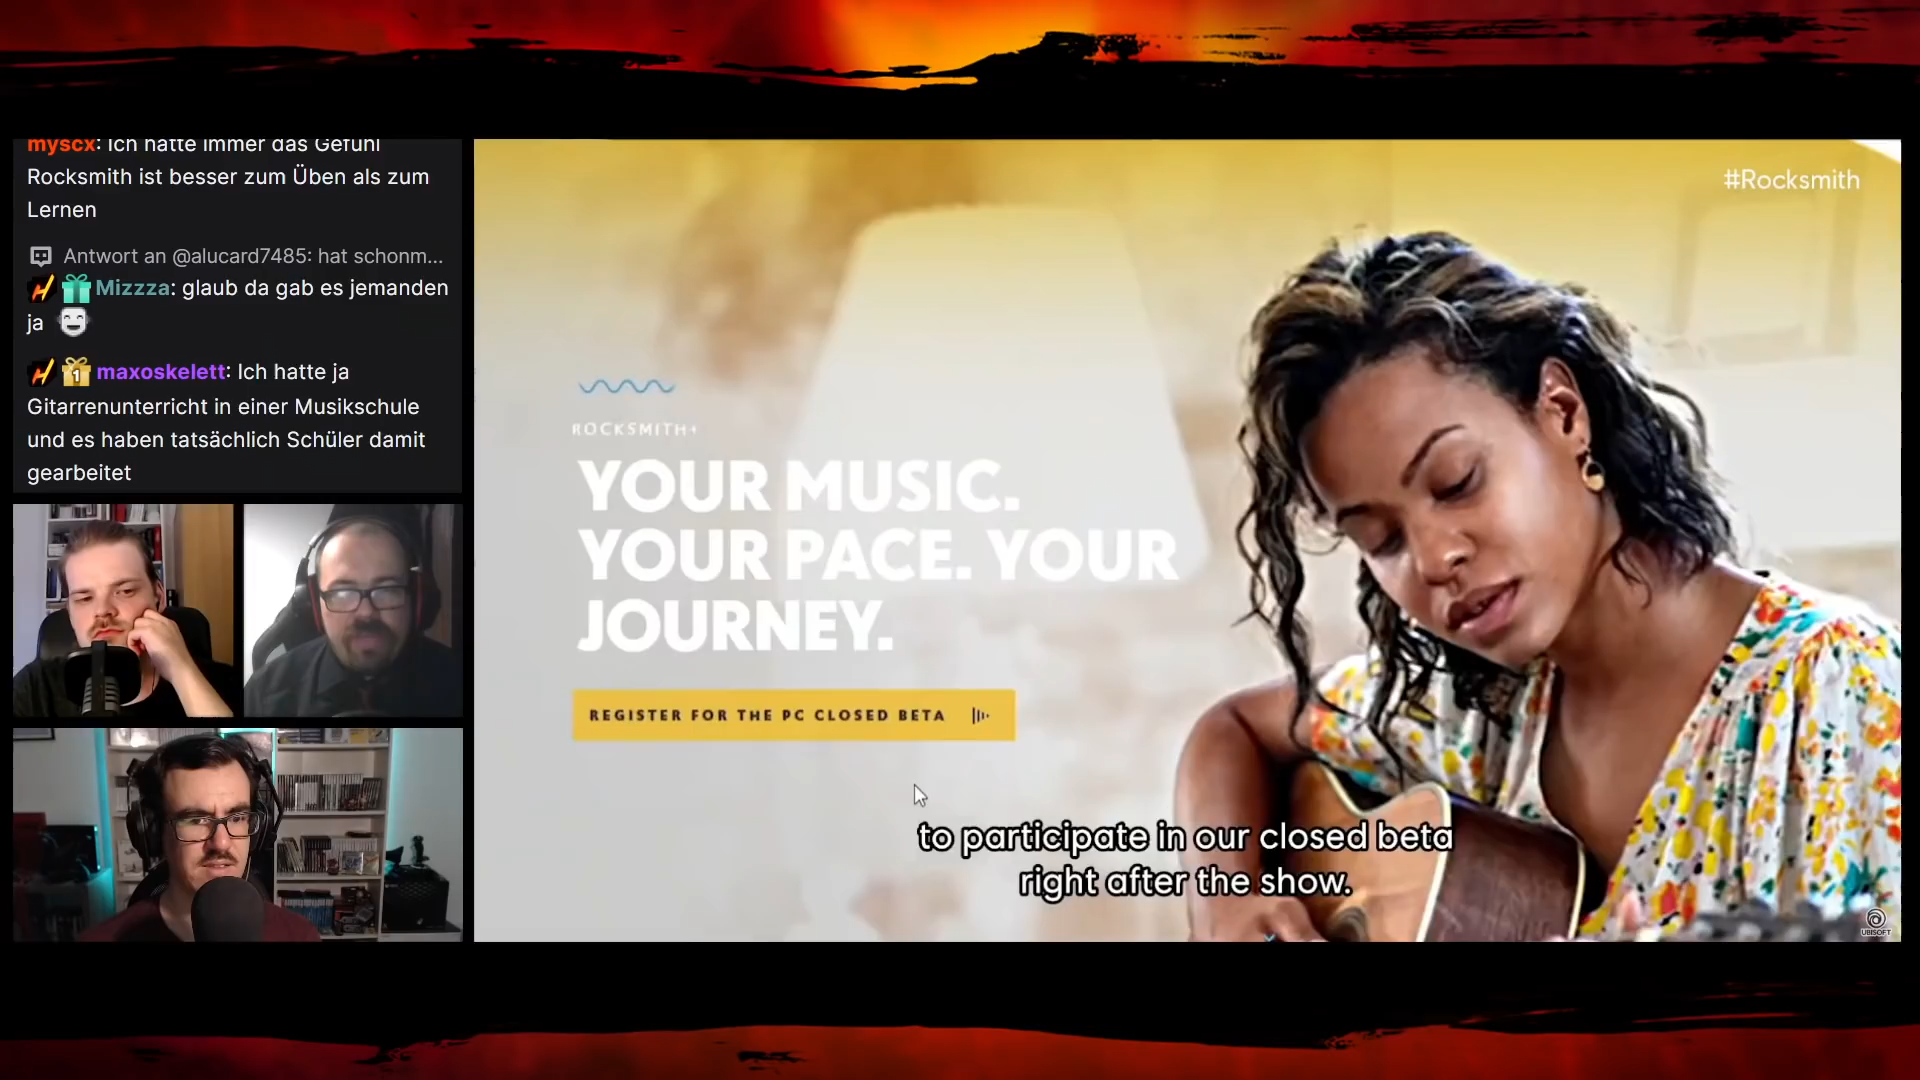 myscx: Ich hatte immer das Gefühl
Rocksmith ist besser zum Üben als zum
Lernen
Antwort an @alucard7485: hat schonm...
Mizzza: glaub da gab es jemanden
ja
maxoskelett: Ich hatte ja
Gitarrenunterricht in einer Musikschule
und es haben tatsächlich Schüler damit
gearbeitet
#Rocksmith
ROCKSMITH+
YOUR MUSIC.
YOUR PACE. YOUR
JOURNEY.
REGISTER FOR THE PC CLOSED BETA
to participate in our closed beta
right after the show.
UBISOFT